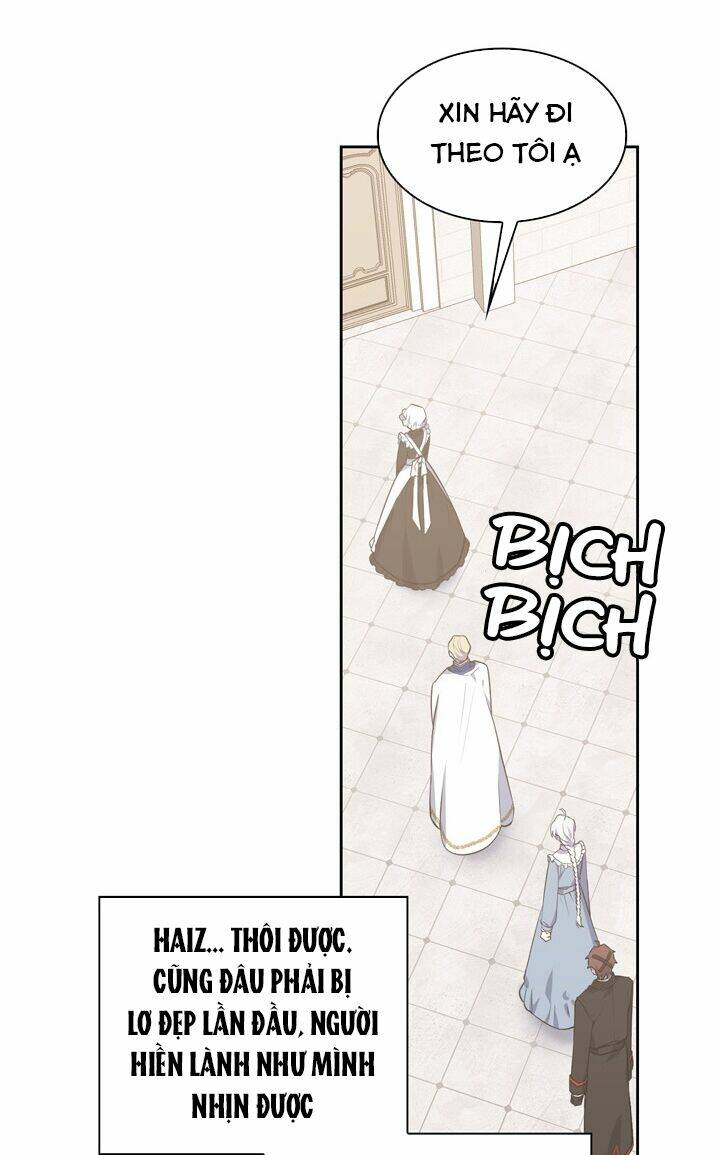 XIN HÃY ĐI
THEO TÔI Ạ
BỊCH
BỊCH
HAIZ... THÔI ĐƯỢC,
CŨNG ĐÂU PHẢI BỊ
LƠ ĐẸP LẦN ĐẦU, NGƯỜI
HIỀN LÀNH NHƯ MÌNH
NHỊN ĐƯỢC